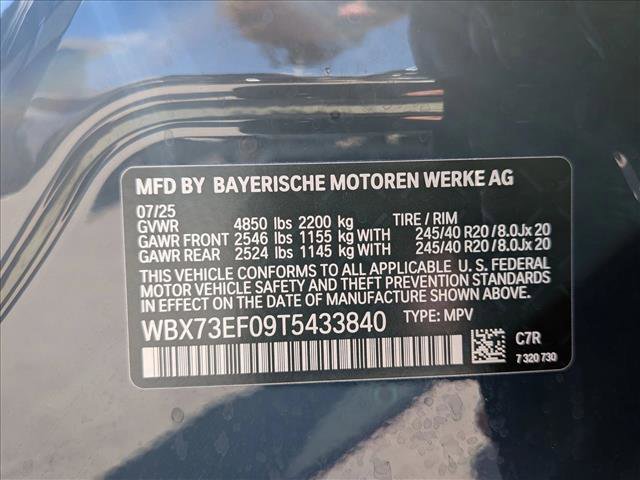 MFD BY BAYERISCHE MOTOREN WERKE AG
07/25
GVWR 4850 lbs 2200 kg TIRE / RIM
GAWR FRONT 2546 lbs 1155 kg WITH 245/40 R20 / 8.0Jx20
GAWR REAR 2524 lbs 1145 kg WITH 245/40 R20 / 8.0Jx20
THIS VEHICLE CONFORMS TO ALL APPLICABLE U. S. FEDERAL
MOTOR VEHICLE SAFETY AND THEFT PREVENTION STANDARDS
IN EFFECT ON THE DATE OF MANUFACTURE SHOWN ABOVE.
WBX73EF09T5433840 TYPE: MPV
C7R
7 320 730